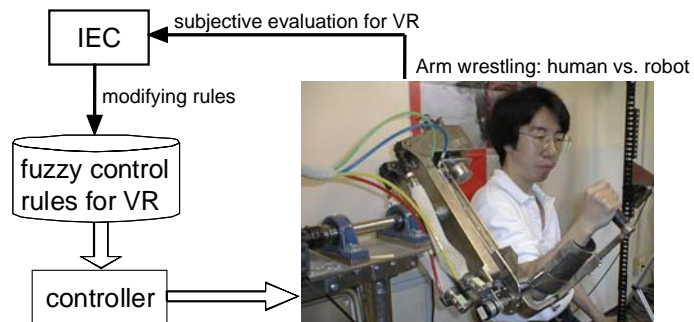 IEC
subjective evaluation for VR
Arm wrestling: human vs. robot
modifying rules
fuzzy control
rules for VR
controller